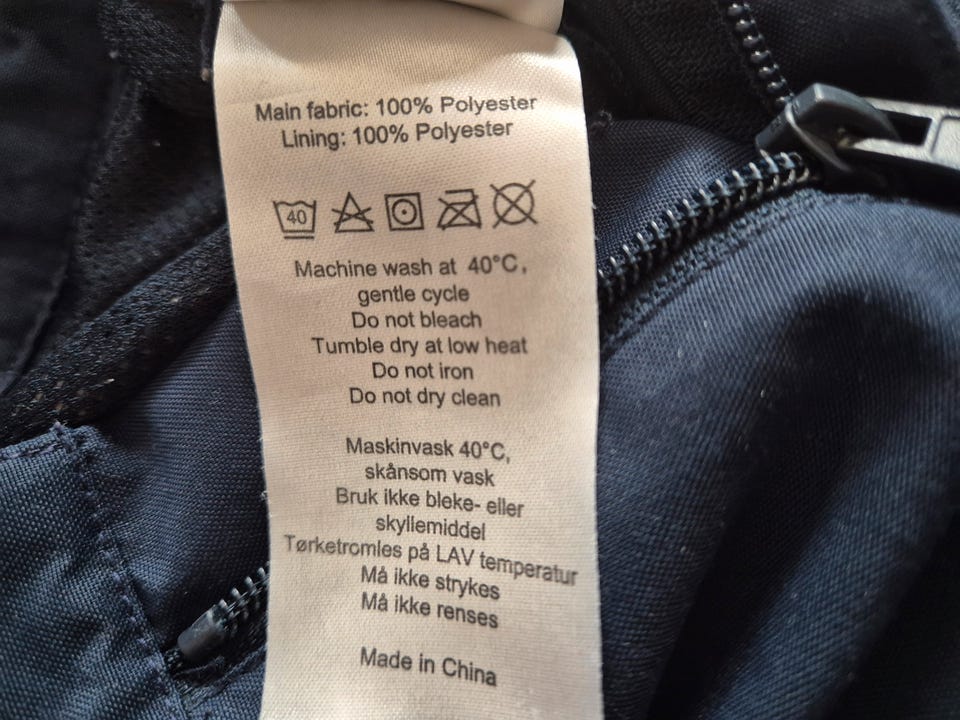 Main fabric: 100% Polyester
Lining: 100% Polyester
40
Machine wash at 40°C,
gentle cycle
Do not bleach
Tumble dry at low heat
Do not iron
Do not dry clean
Maskinvask 40°C,
skånsom vask
Bruk ikke bleke- eller
skyllemiddel
Tørketromles på LAV temperatur
Må ikke strykes
Må ikke renses
Made in China